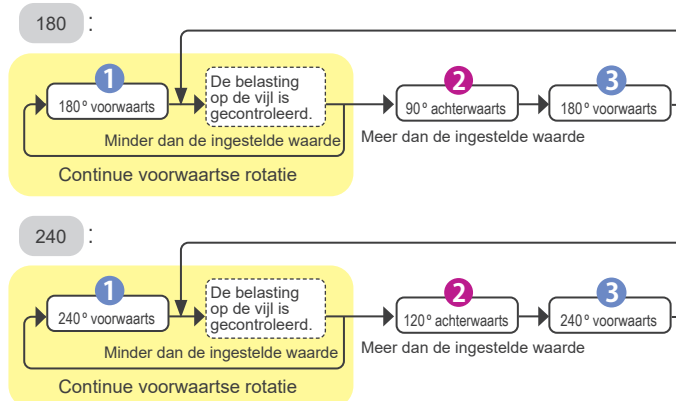 180 :
1
2
3
180° voorwaarts
De belasting
op de vijl is
gecontroleerd.
90° achterwaarts
180° voorwaarts
Minder dan de ingestelde waarde
Meer dan de ingestelde waarde
Continue voorwaartse rotatie
240 :
1
2
3
240° voorwaarts
De belasting
op de vijl is
gecontroleerd.
120° achterwaarts
240° voorwaarts
Minder dan de ingestelde waarde
Meer dan de ingestelde waarde
Continue voorwaartse rotatie